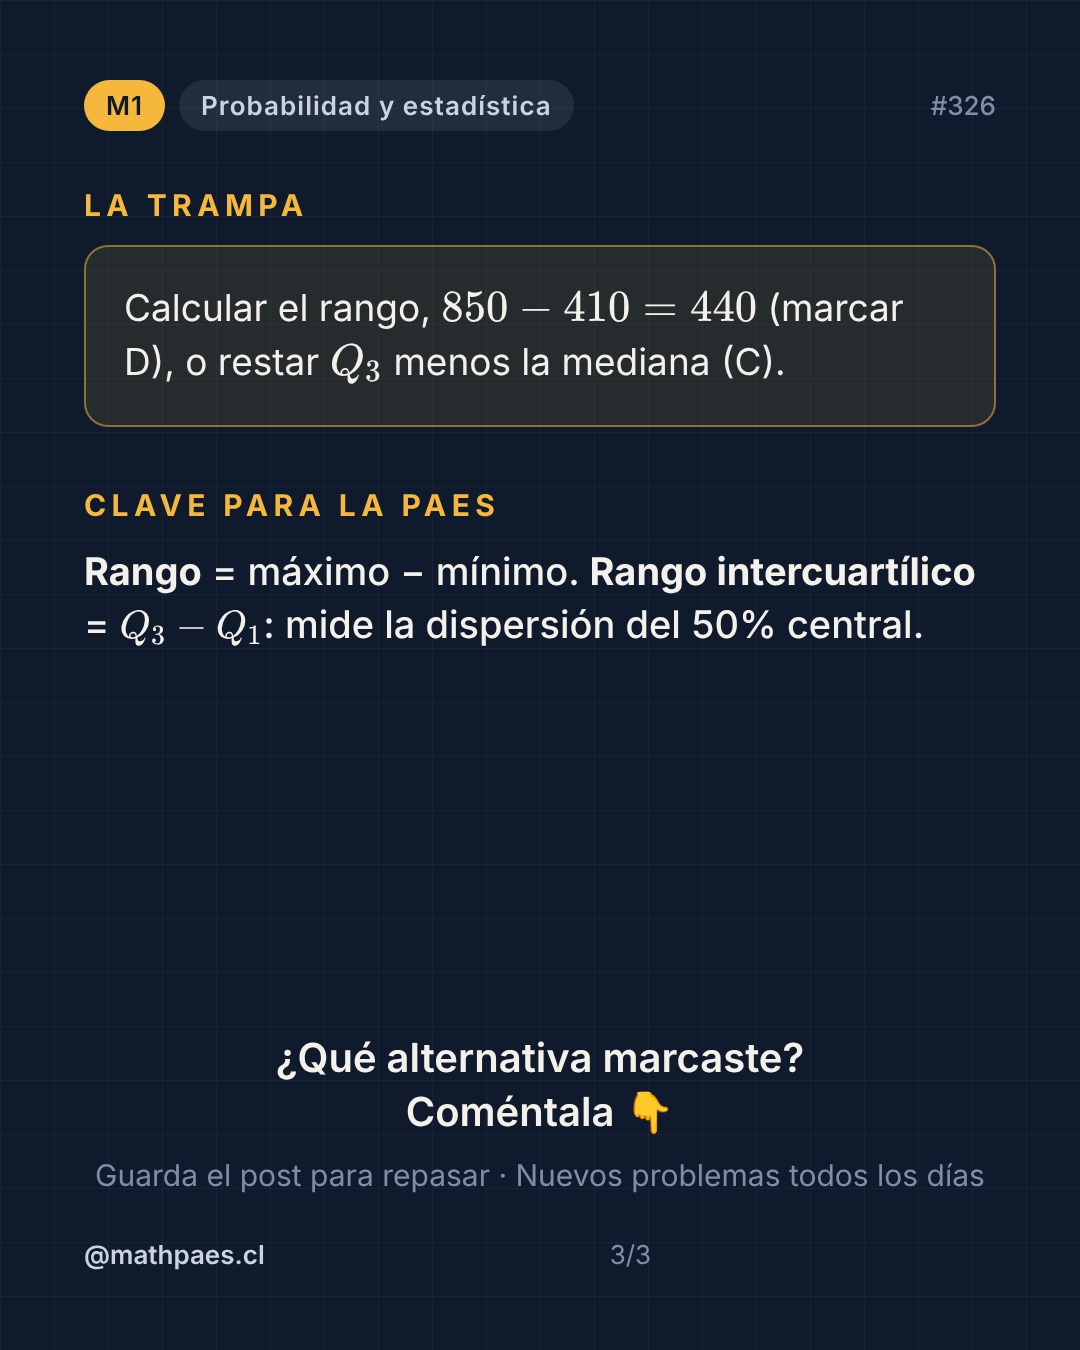 M1 Probabilidad y estadística #326
LA TRAMPA
Calcular el rango, 850 − 410 = 440 (marcar
D), o restar Q₃ menos la mediana (C).
CLAVE PARA LA PAES
Rango = máximo − mínimo. Rango intercuartílico
= Q₃ − Q₁: mide la dispersión del 50% central.
¿Qué alternativa marcaste?
Coméntala 👇
Guarda el post para repasar · Nuevos problemas todos los días
@mathpaes.cl 3/3